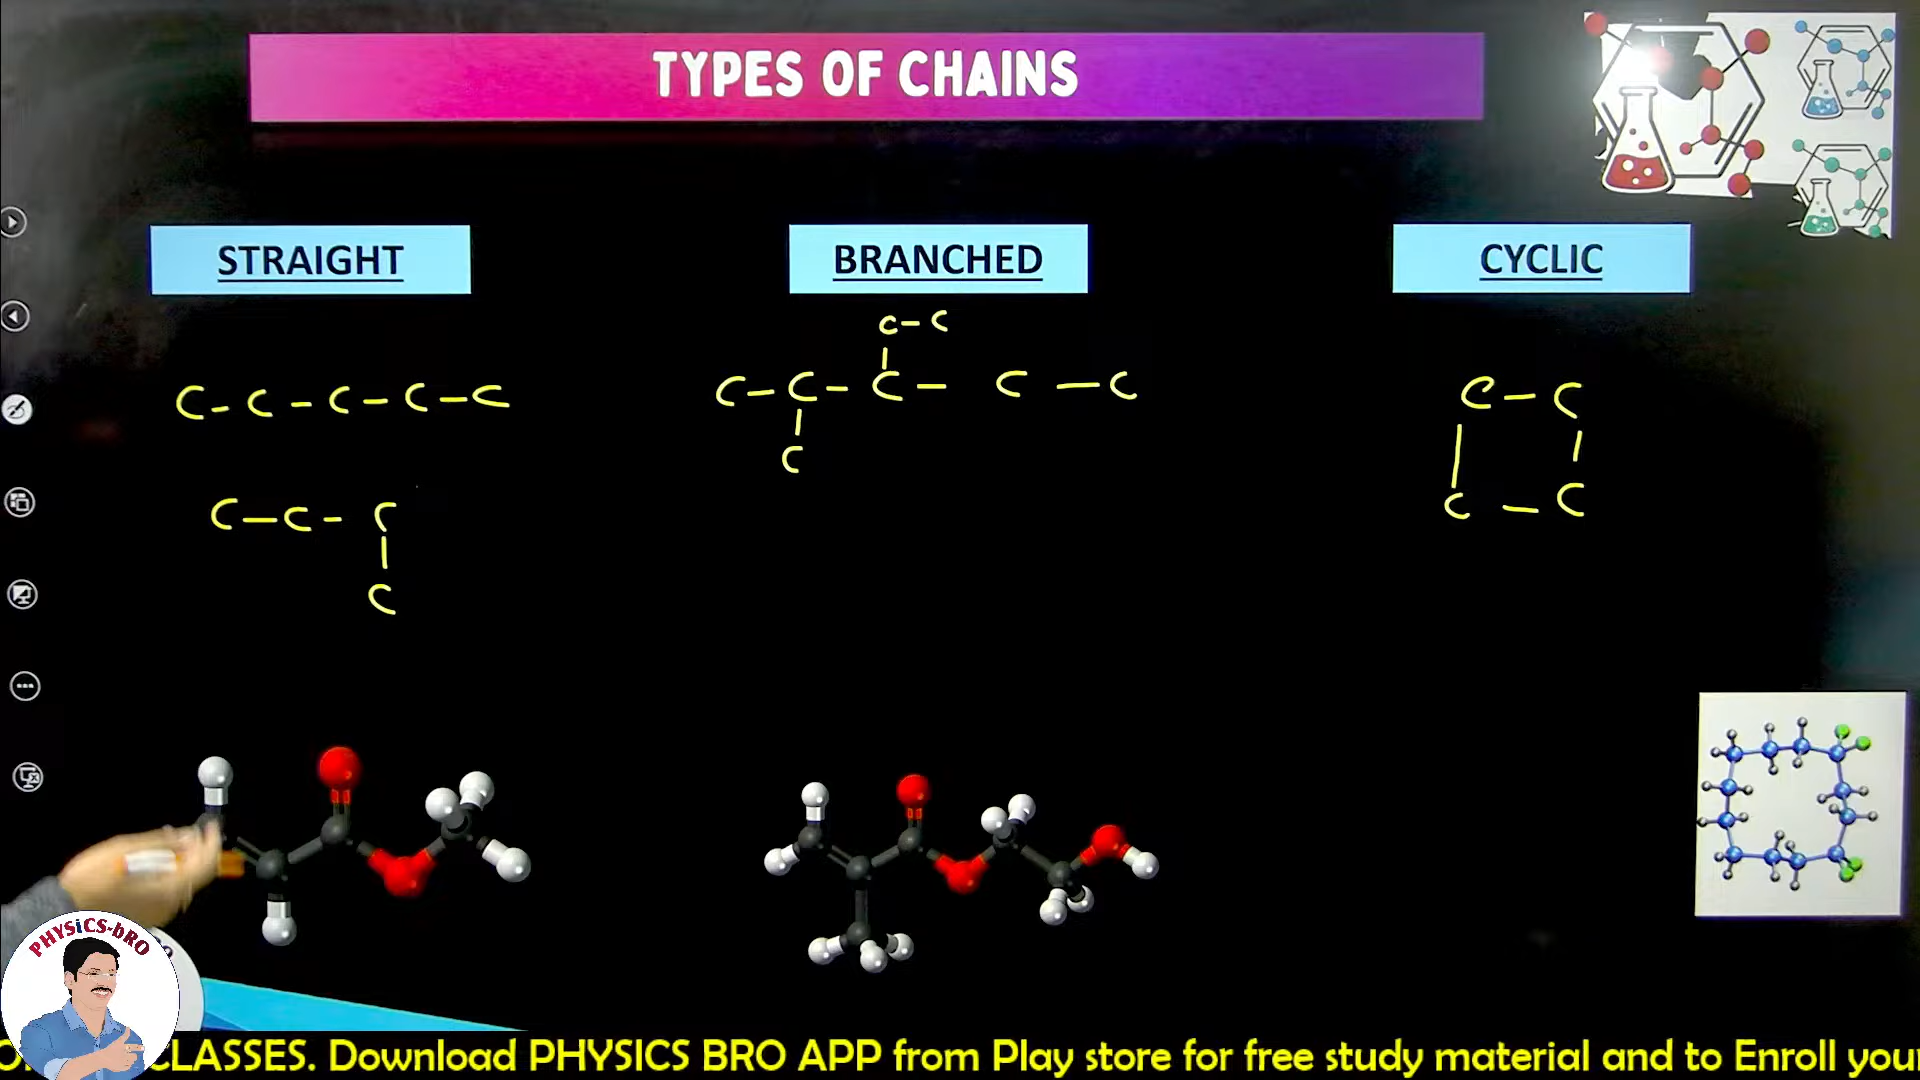 TYPES OF CHAINS
STRAIGHT
BRANCHED
CYCLIC
C-C-C-C-C
C-C-C
|
C
C-C
|
C-C-C-C-C
|
C
C-C
| |
C-C
PHYSiCS-bRO
CLASSES. Download PHYSICS BRO APP from Play store for free study material and to Enroll